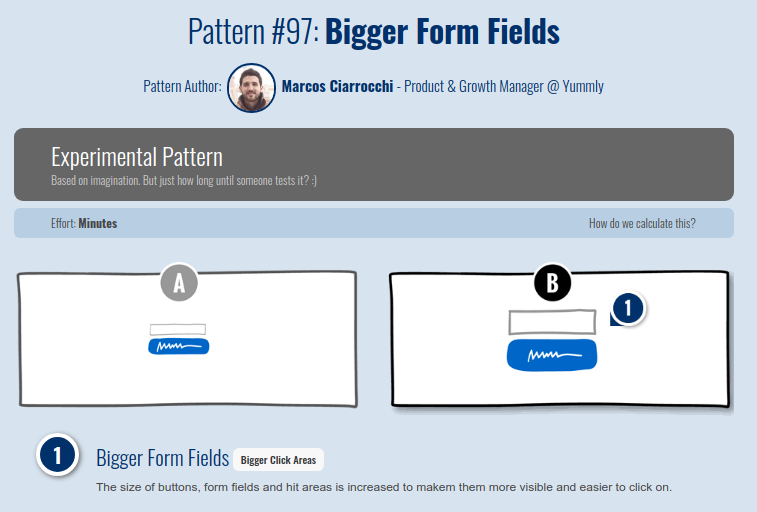 Pattern #97: Bigger Form Fields
Pattern Author: Marcos Ciarrocchi - Product & Growth Manager @ Yummly
Experimental Pattern
Based on imagination. But just how long until someone tests it? :)
Effort: Minutes How do we calculate this?
A B
1
1 Bigger Form Fields Bigger Click Areas
The size of buttons, form fields and hit areas is increased to makem them more visible and easier to click on.